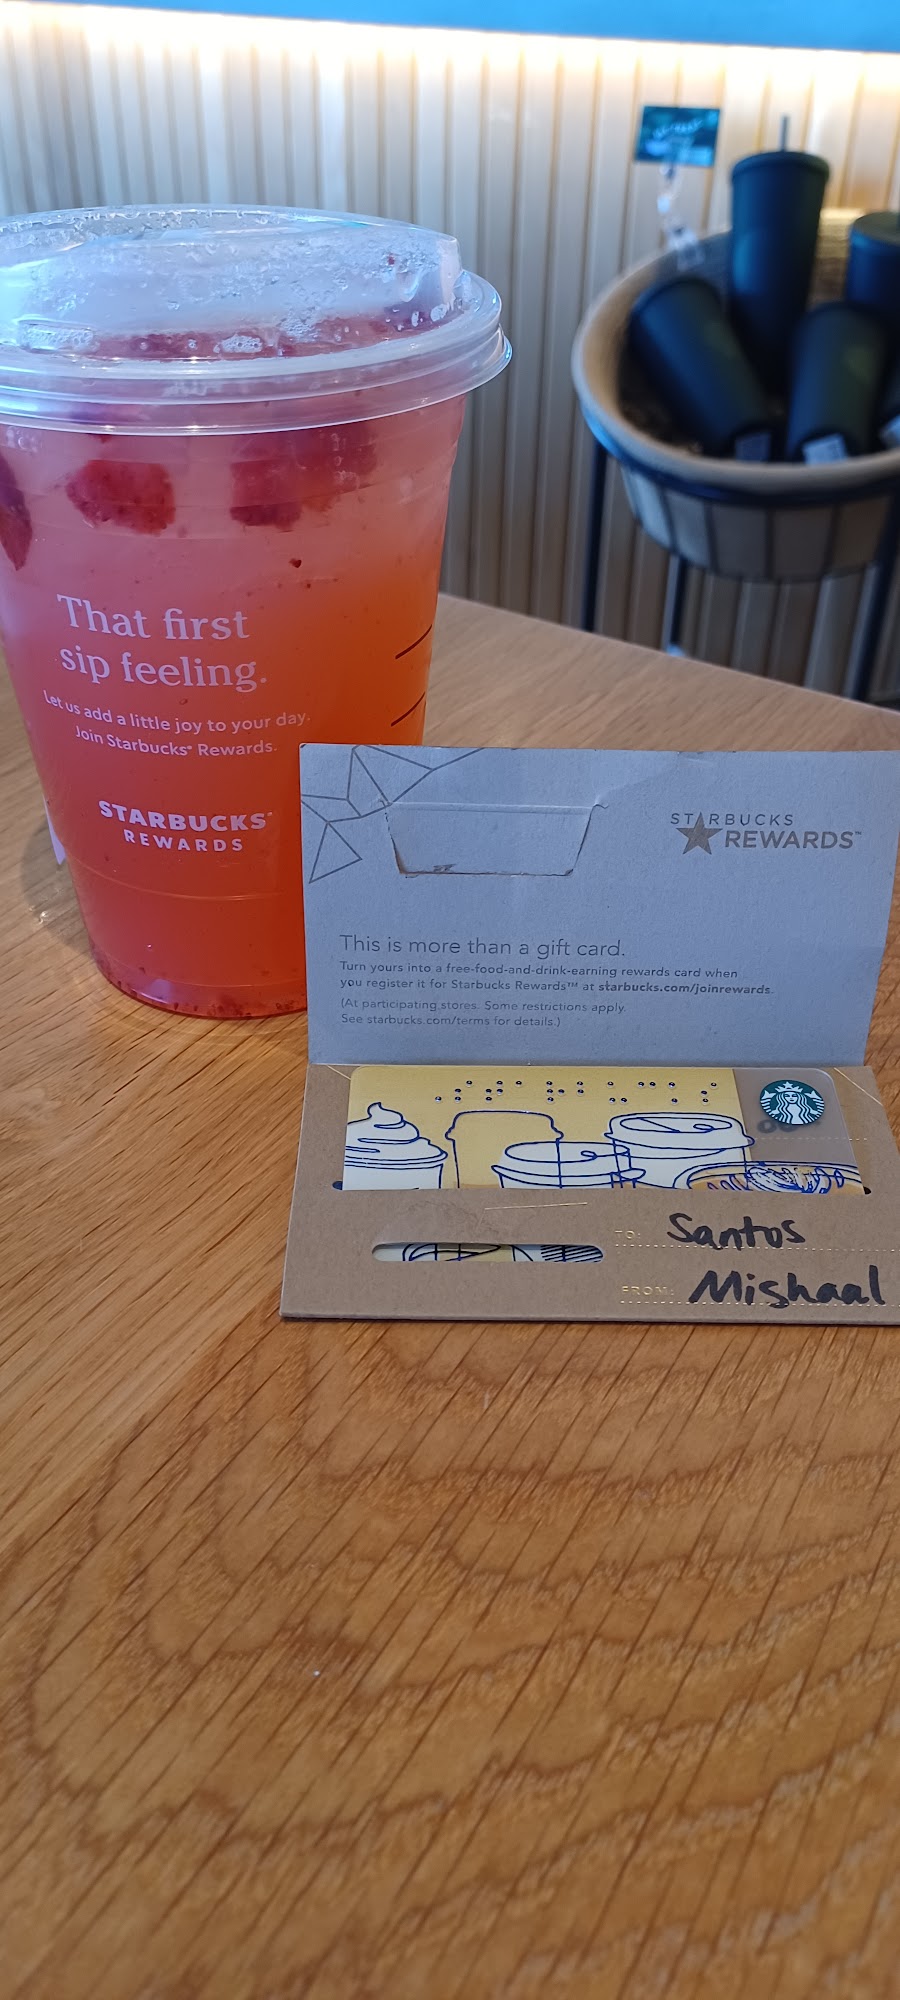 That first
sip feeling.
Let us add a little joy to your day.
Join Starbucks® Rewards.
STARBUCKS®
REWARDS
STARBUCKS
REWARDS™
This is more than a gift card.
Turn yours into a free-food-and-drink-earning rewards card when
you register it for Starbucks Rewards™ at starbucks.com/joinrewards.
(At participating stores. Some restrictions apply.
See starbucks.com/terms for details.)
TO: Santos
FROM: Mishaal